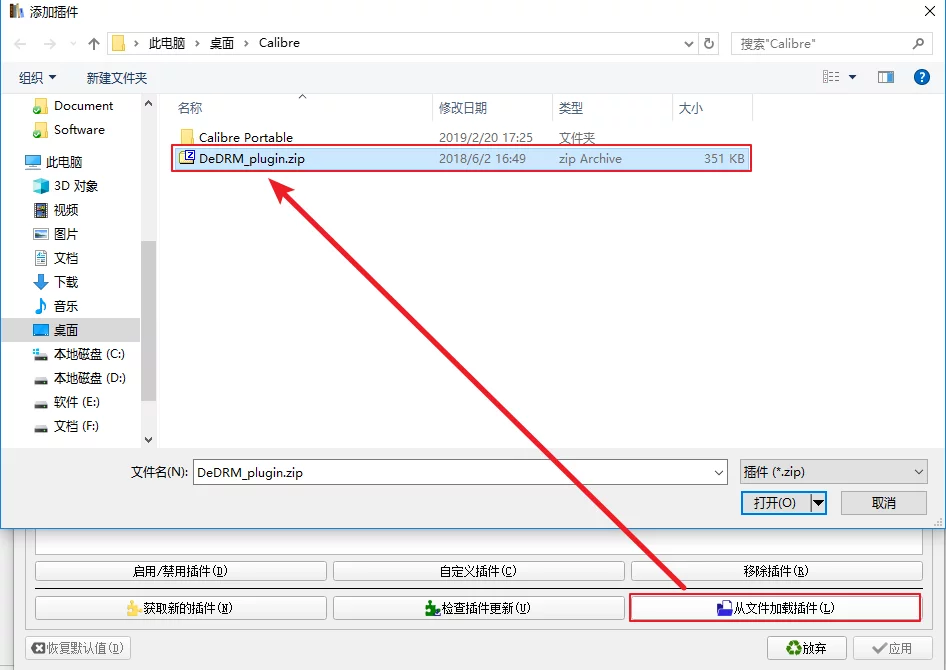 添加插件
此电脑 › 桌面 › Calibre
搜索"Calibre"
组织 新建文件夹
Document
Software
此电脑
3D 对象
视频
图片
文档
下载
音乐
桌面
本地磁盘 (C:)
本地磁盘 (D:)
软件 (E:)
文档 (F:)
名称 修改日期 类型 大小
Calibre Portable 2019/2/20 17:25 文件夹
DeDRM_plugin.zip 2018/6/2 16:49 zip Archive 351 KB
文件名(N): DeDRM_plugin.zip 插件 (*.zip)
打开(O) 取消
启用/禁用插件(D) 自定义插件(C) 移除插件(R)
获取新的插件(N) 检查插件更新(U) 从文件加载插件(L)
恢复默认值(D) 放弃 应用